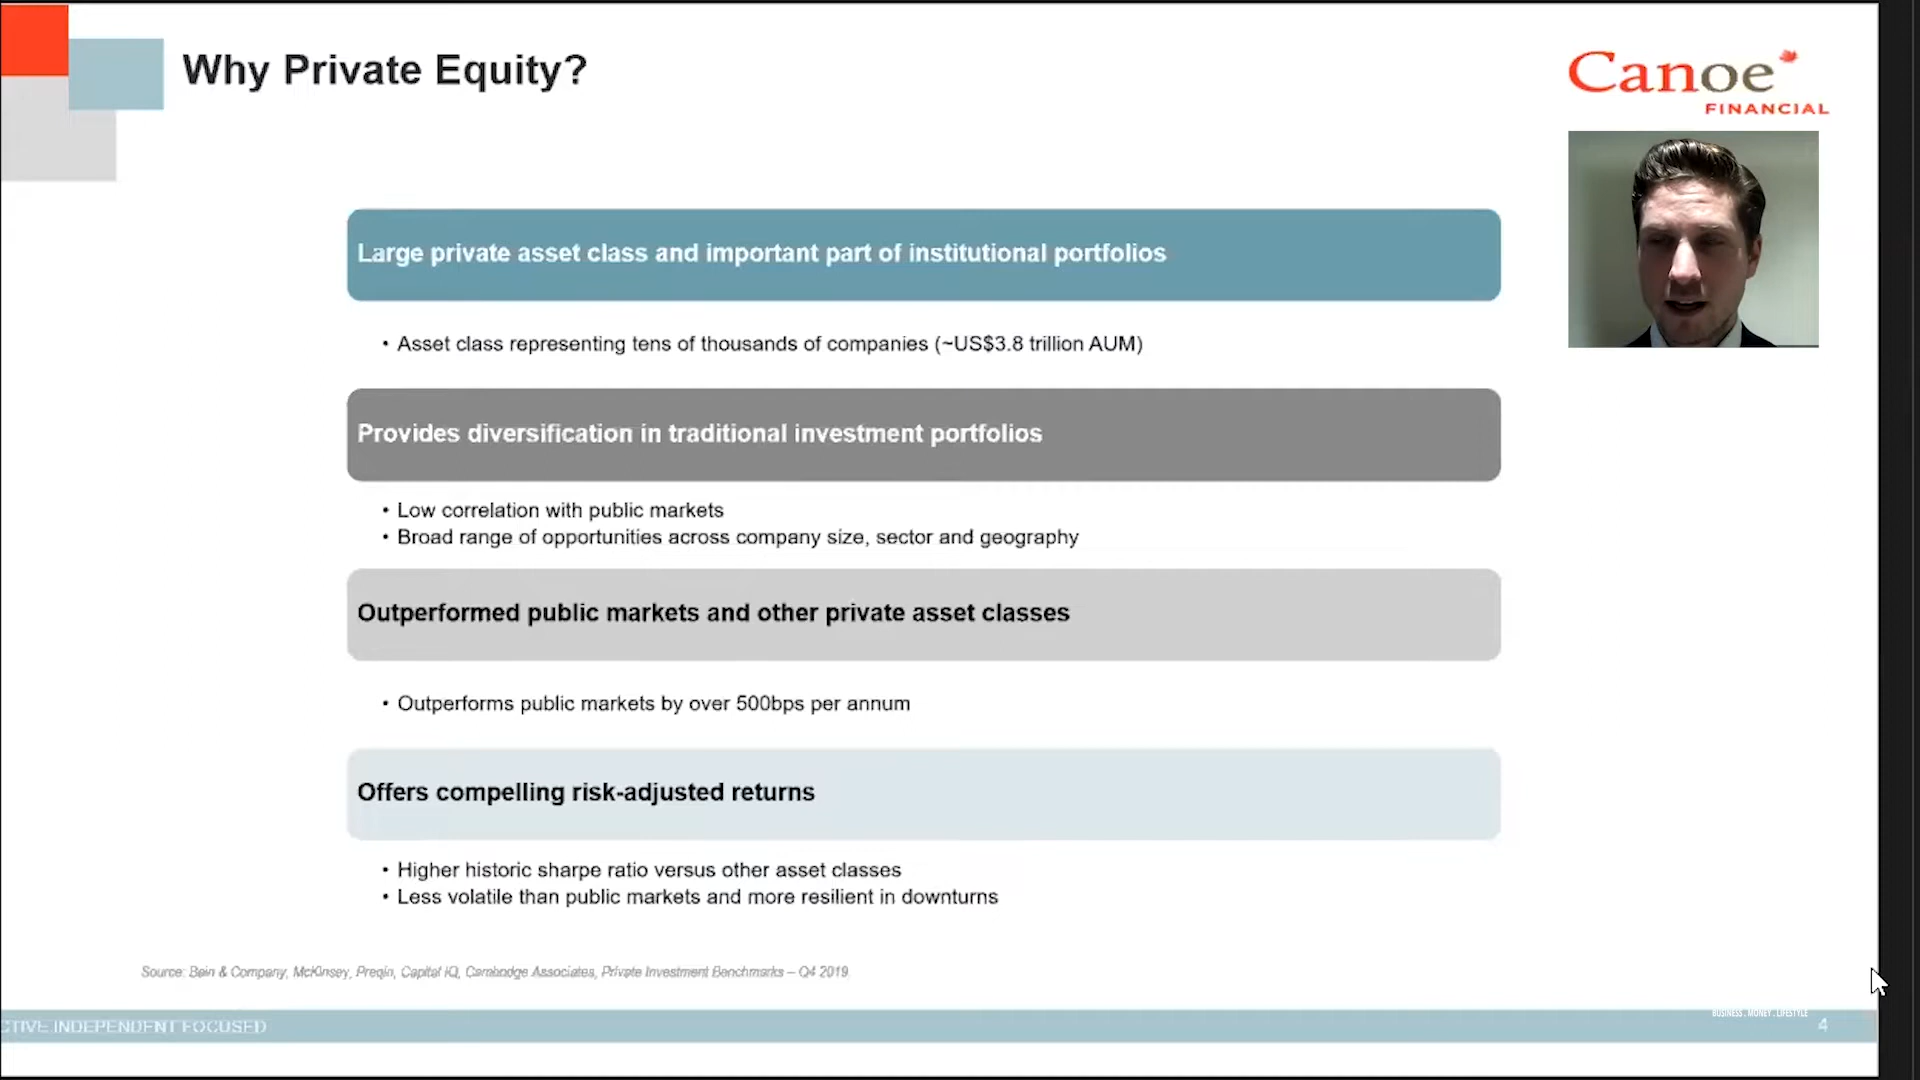 Why Private Equity?
Canoe
FINANCIAL
Large private asset class and important part of institutional portfolios
• Asset class representing tens of thousands of companies (~US$3.8 trillion AUM)
Provides diversification in traditional investment portfolios
• Low correlation with public markets
• Broad range of opportunities across company size, sector and geography
Outperformed public markets and other private asset classes
• Outperforms public markets by over 500bps per annum
Offers compelling risk-adjusted returns
• Higher historic sharpe ratio versus other asset classes
• Less volatile than public markets and more resilient in downturns
Source: Bain & Company, McKinsey, Preqin, Capital IQ, Cambridge Associates, Private Investment Benchmarks – Q4 2019
CTIVE INDEPENDENT FOCUSED
BUSINESS . MONEY . LIFESTYLE
4